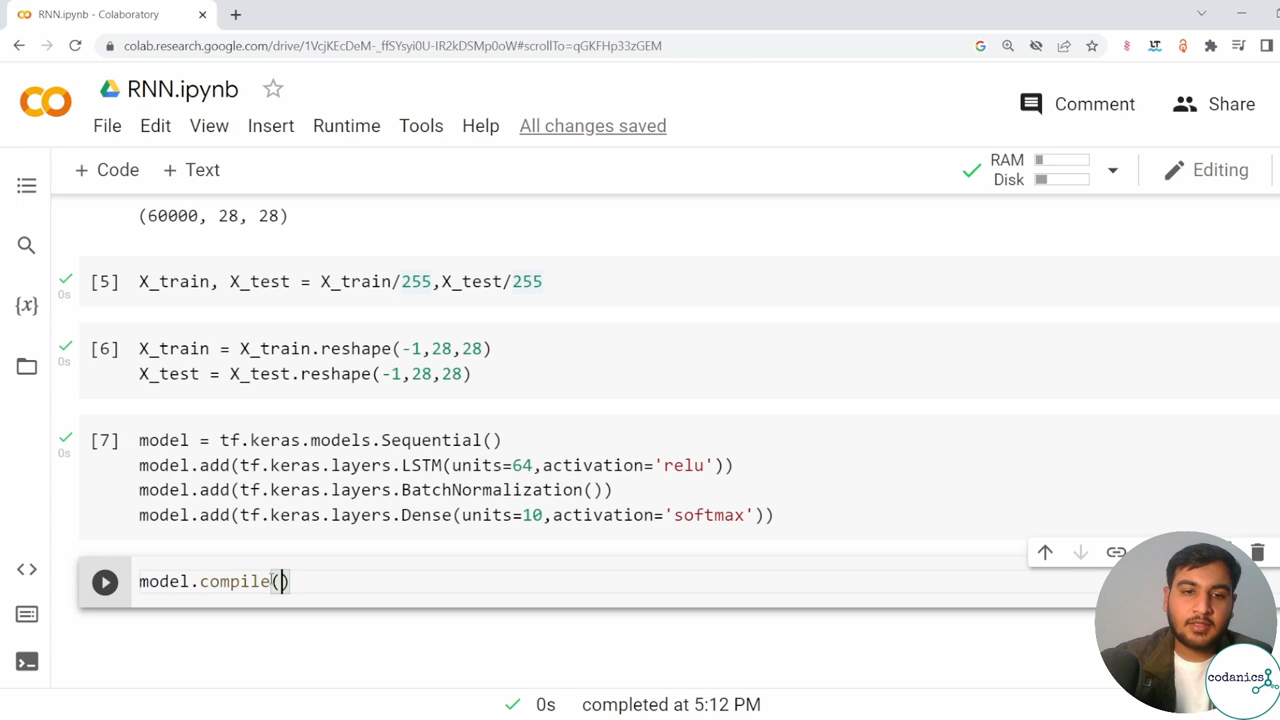 RNN.ipynb - Colaboratory
colab.research.google.com/drive/1VcjKEcDeM-_ffSYsyi0U-IR2kDSMp0oW#scrollTo=qGKFHp33zGEM
RNN.ipynb
Comment
Share
File Edit View Insert Runtime Tools Help All changes saved
+ Code + Text
RAM
Disk
Editing
(60000, 28, 28)
[5] X_train, X_test = X_train/255,X_test/255
0s
[6] X_train = X_train.reshape(-1,28,28)
0s
X_test = X_test.reshape(-1,28,28)
[7] model = tf.keras.models.Sequential()
0s
model.add(tf.keras.layers.LSTM(units=64,activation='relu'))
model.add(tf.keras.layers.BatchNormalization())
model.add(tf.keras.layers.Dense(units=10,activation='softmax'))
model.compile()
codanics
0s completed at 5:12 PM